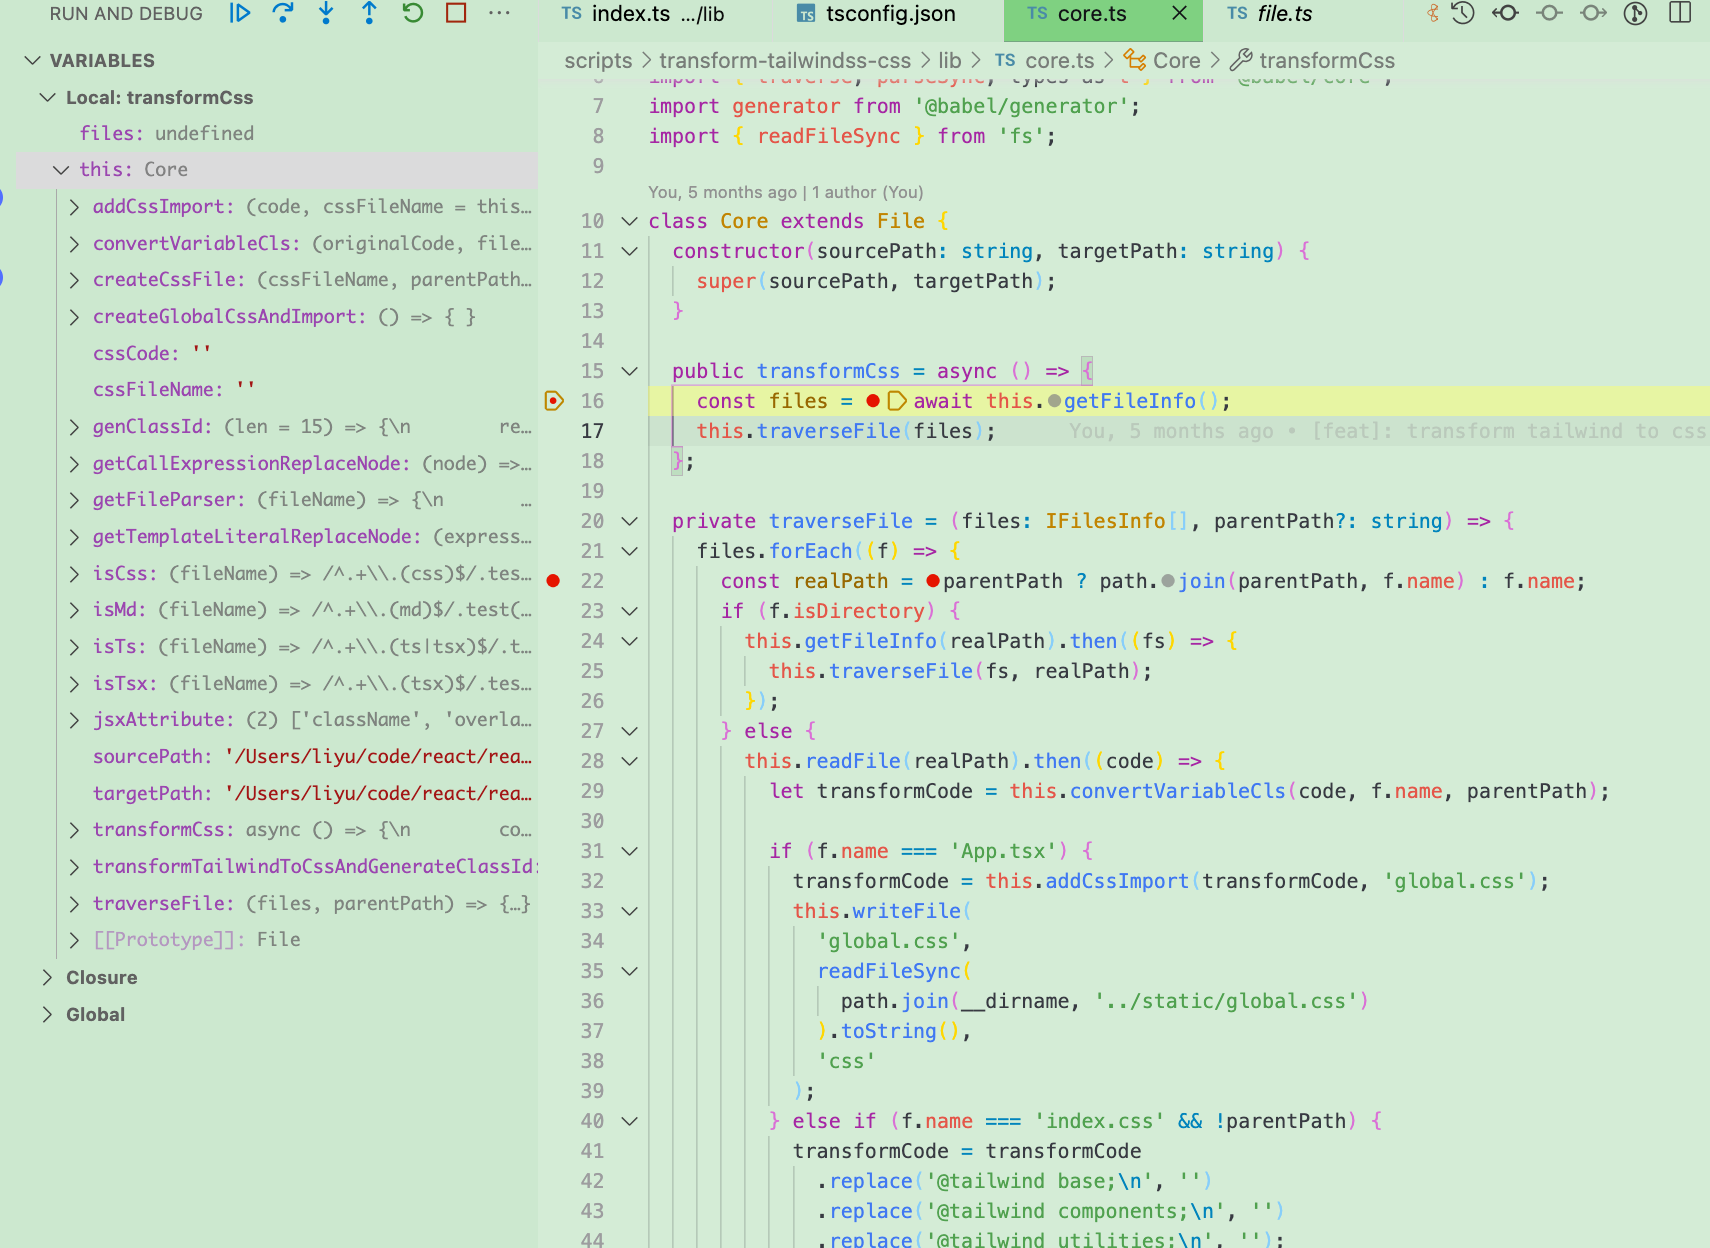 RUN AND DEBUG
VARIABLES
Local: transformCss
files: undefined
this: Core
addCssImport: (code, cssFileName = this…
convertVariableCls: (originalCode, file…
createCssFile: (cssFileName, parentPath…
createGlobalCssAndImport: () => { }
cssCode: ''
cssFileName: ''
genClassId: (len = 15) => {\n        re…
getCallExpressionReplaceNode: (node) =>…
getFileParser: (fileName) => {\n       …
getTemplateLiteralReplaceNode: (express…
isCss: (fileName) => /^.+\\.(css)$/.tes…
isMd: (fileName) => /^.+\\.(md)$/.test(…
isTs: (fileName) => /^.+\\.(ts|tsx)$/.t…
isTsx: (fileName) => /^.+\\.(tsx)$/.tes…
jsxAttribute: (2) ['className', 'overla…
sourcePath: '/Users/liyu/code/react/rea…
targetPath: '/Users/liyu/code/react/rea…
transformCss: async () => {\n        co…
transformTailwindToCssAndGenerateClassId:
traverseFile: (files, parentPath) => {…}
[[Prototype]]: File
Closure
Global
TS index.ts .../lib
TS tsconfig.json
TS core.ts
TS file.ts
scripts > transform-tailwindss-css > lib > TS core.ts > Core > transformCss
6 import { traverse, parseSync, types as t } from '@babel/core';
7 import generator from '@babel/generator';
8 import { readFileSync } from 'fs';
9
You, 5 months ago | 1 author (You)
10 class Core extends File {
11 constructor(sourcePath: string, targetPath: string) {
12 super(sourcePath, targetPath);
13 }
14
15 public transformCss = async () => {
16 const files = await this.getFileInfo();
17 this.traverseFile(files); You, 5 months ago • [feat]: transform tailwind to css
18 };
19
20 private traverseFile = (files: IFilesInfo[], parentPath?: string) => {
21 files.forEach((f) => {
22 const realPath = parentPath ? path.join(parentPath, f.name) : f.name;
23 if (f.isDirectory) {
24 this.getFileInfo(realPath).then((fs) => {
25 this.traverseFile(fs, realPath);
26 });
27 } else {
28 this.readFile(realPath).then((code) => {
29 let transformCode = this.convertVariableCls(code, f.name, parentPath);
30
31 if (f.name === 'App.tsx') {
32 transformCode = this.addCssImport(transformCode, 'global.css');
33 this.writeFile(
34 'global.css',
35 readFileSync(
36 path.join(__dirname, '../static/global.css')
37 ).toString(),
38 'css'
39 );
40 } else if (f.name === 'index.css' && !parentPath) {
41 transformCode = transformCode
42 .replace('@tailwind base;\n', '')
43 .replace('@tailwind components;\n', '')
44 .replace('@tailwind utilities;\n', '');